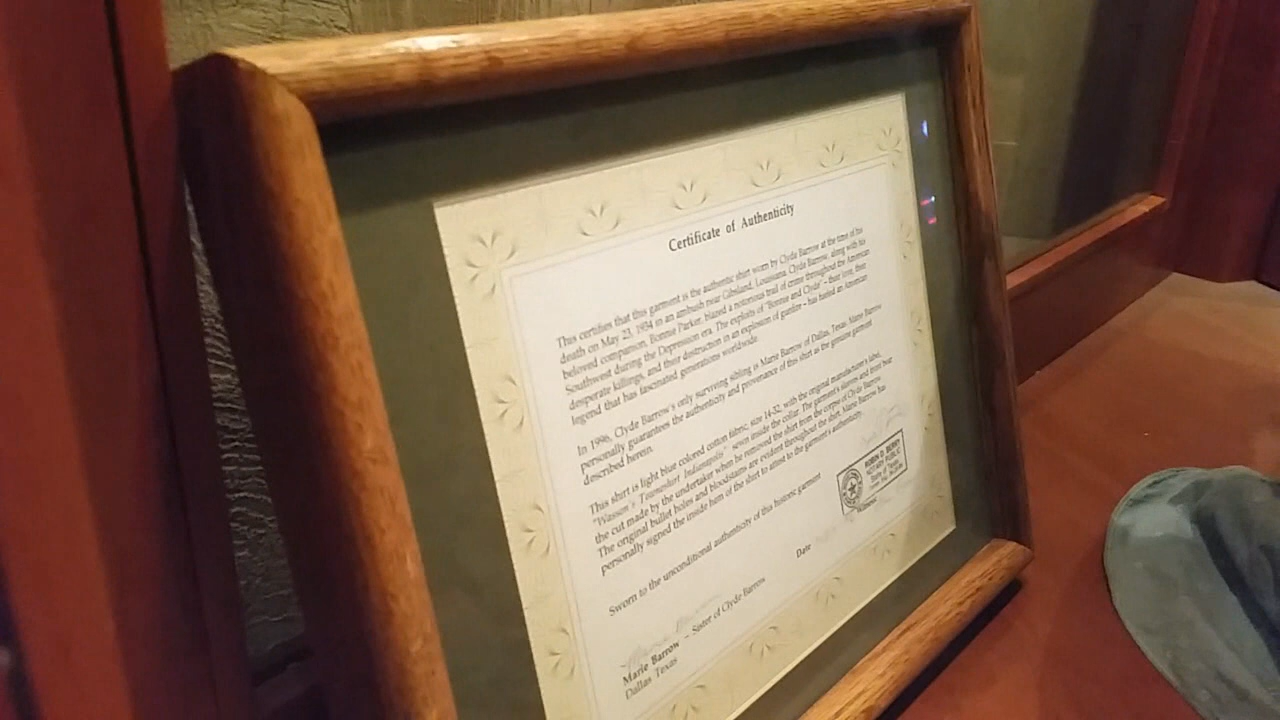 Certificate of Authenticity
This certifies that this garment is the authentic shirt worn by Clyde Barrow at the time of his
death on May 23, 1934 in an ambush near Gibsland, Louisiana. Clyde Barrow, along with his
beloved companion, Bonnie Parker, blazed a notorious trail of crime throughout the American
Southwest during the Depression era. The exploits of "Bonnie and Clyde" – their love, their
desperate killings, and their destruction in an explosion of gunfire – has fueled an American
legend that has fascinated generations worldwide.
In 1996, Clyde Barrow's only surviving sibling is Marie Barrow of Dallas, Texas. Marie Barrow
personally guarantees the authenticity and provenance of this shirt as the genuine garment
described herein.
This shirt is light blue colored cotton fabric, size 14-32, with the original manufacturer's label,
"Wasson's Townskirt Indianapolis" sewn inside the collar. The garment's sleeves and front bear
the cut made by the undertaker when he removed the shirt from the corpse of Clyde Barrow.
The original bullet holes and bloodstains are evident throughout the shirt. Marie Barrow has
personally signed the inside hem of the shirt to attest to the garment's authenticity.
Sworn to the unconditional authenticity of this historic garment
ROBIN D. BERRY
NOTARY PUBLIC
State of Texas
Witness
Date
Marie Barrow – Sister of Clyde Barrow
Dallas Texas